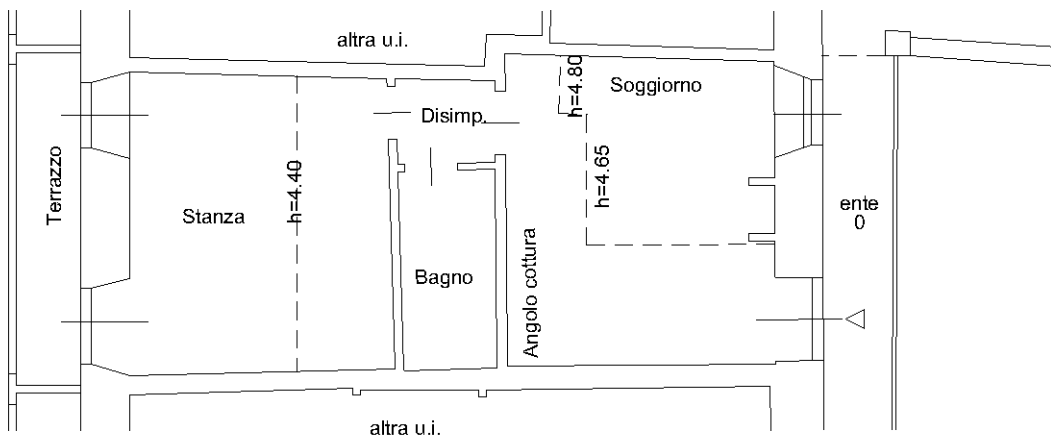 altra u.i.
h=4.80
Soggiorno
Disimp.
Terrazzo
h=4.40
h=4.65
Stanza
ente
0
Angolo cottura
Bagno
altra u.i.